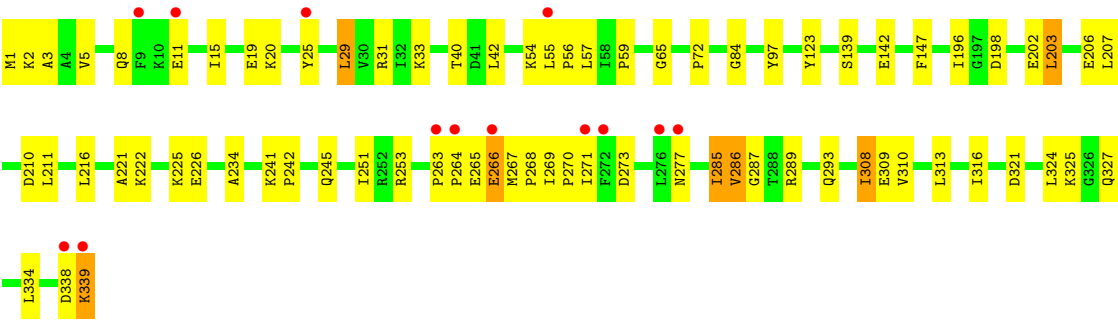 M1 K2 A3 A4 V5 Q8 F9 K10 E11 I15 E19 K20 Y25 L29 V30 R31 I32 K33 T40 D41 L42 K54 L55 P56 L57 I58 P59 G65 P72 G84 Y97 Y123 S139 E142 F147 I196 G197 D198 E202 L203 E206 L207
D210 L211 L216 A221 K222 K225 E226 A234 K241 P242 Q245 I251 R252 R253 P263 P264 E265 E266 M267 P268 I269 P270 I271 F272 D273 L276 N277 I285 V286 G287 T288 R289 Q293 I308 E309 V310 L313 I316 D321 L324 K325 G326 Q327
L334 D338 K339